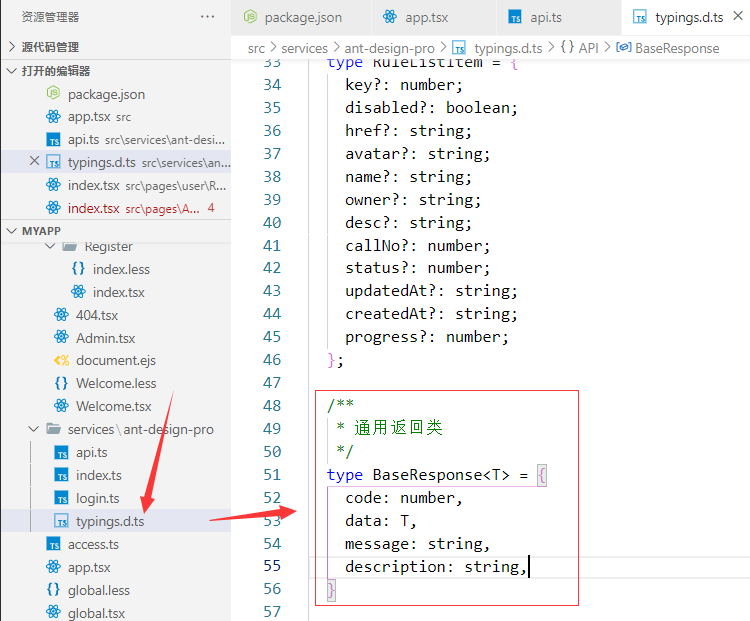 资源管理器
···
源代码管理
打开的编辑器
package.json
app.tsx src
api.ts src\services\ant-desi...
typings.d.ts src\services\an...
index.tsx src\pages\user\R...
index.tsx src\pages\A... 4
MYAPP
Register
index.less
index.tsx
404.tsx
Admin.tsx
document.ejs
Welcome.less
Welcome.tsx
services\ant-design-pro
api.ts
index.ts
login.ts
typings.d.ts
access.ts
app.tsx
global.less
global.tsx
package.json
app.tsx
api.ts
typings.d.ts
src > services > ant-design-pro > typings.d.ts > {} API > BaseResponse
33 type RuleListItem = {
34 key?: number;
35 disabled?: boolean;
36 href?: string;
37 avatar?: string;
38 name?: string;
39 owner?: string;
40 desc?: string;
41 callNo?: number;
42 status?: number;
43 updatedAt?: string;
44 createdAt?: string;
45 progress?: number;
46 };
47
48 /**
49 * 通用返回类
50 */
51 type BaseResponse<T> = {
52 code: number,
53 data: T,
54 message: string,
55 description: string,
56 }
57